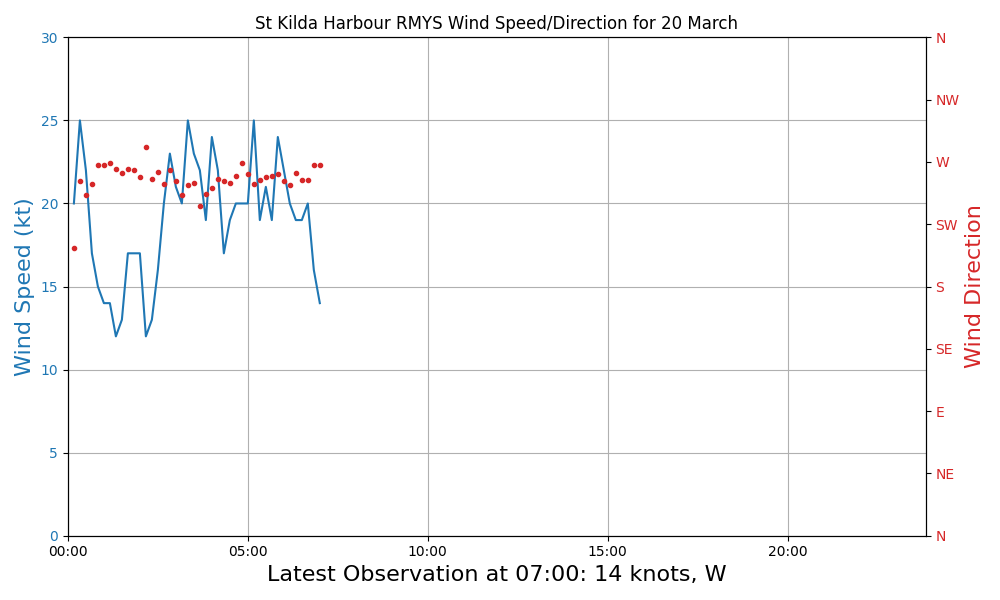 St Kilda Harbour RMYS Wind Speed/Direction for 20 March
Wind Speed (kt)
30
25
20
15
10
5
0
N
NW
W
SW
S
SE
E
NE
N
Wind Direction
00:00
05:00
10:00
15:00
20:00
Latest Observation at 07:00: 14 knots, W